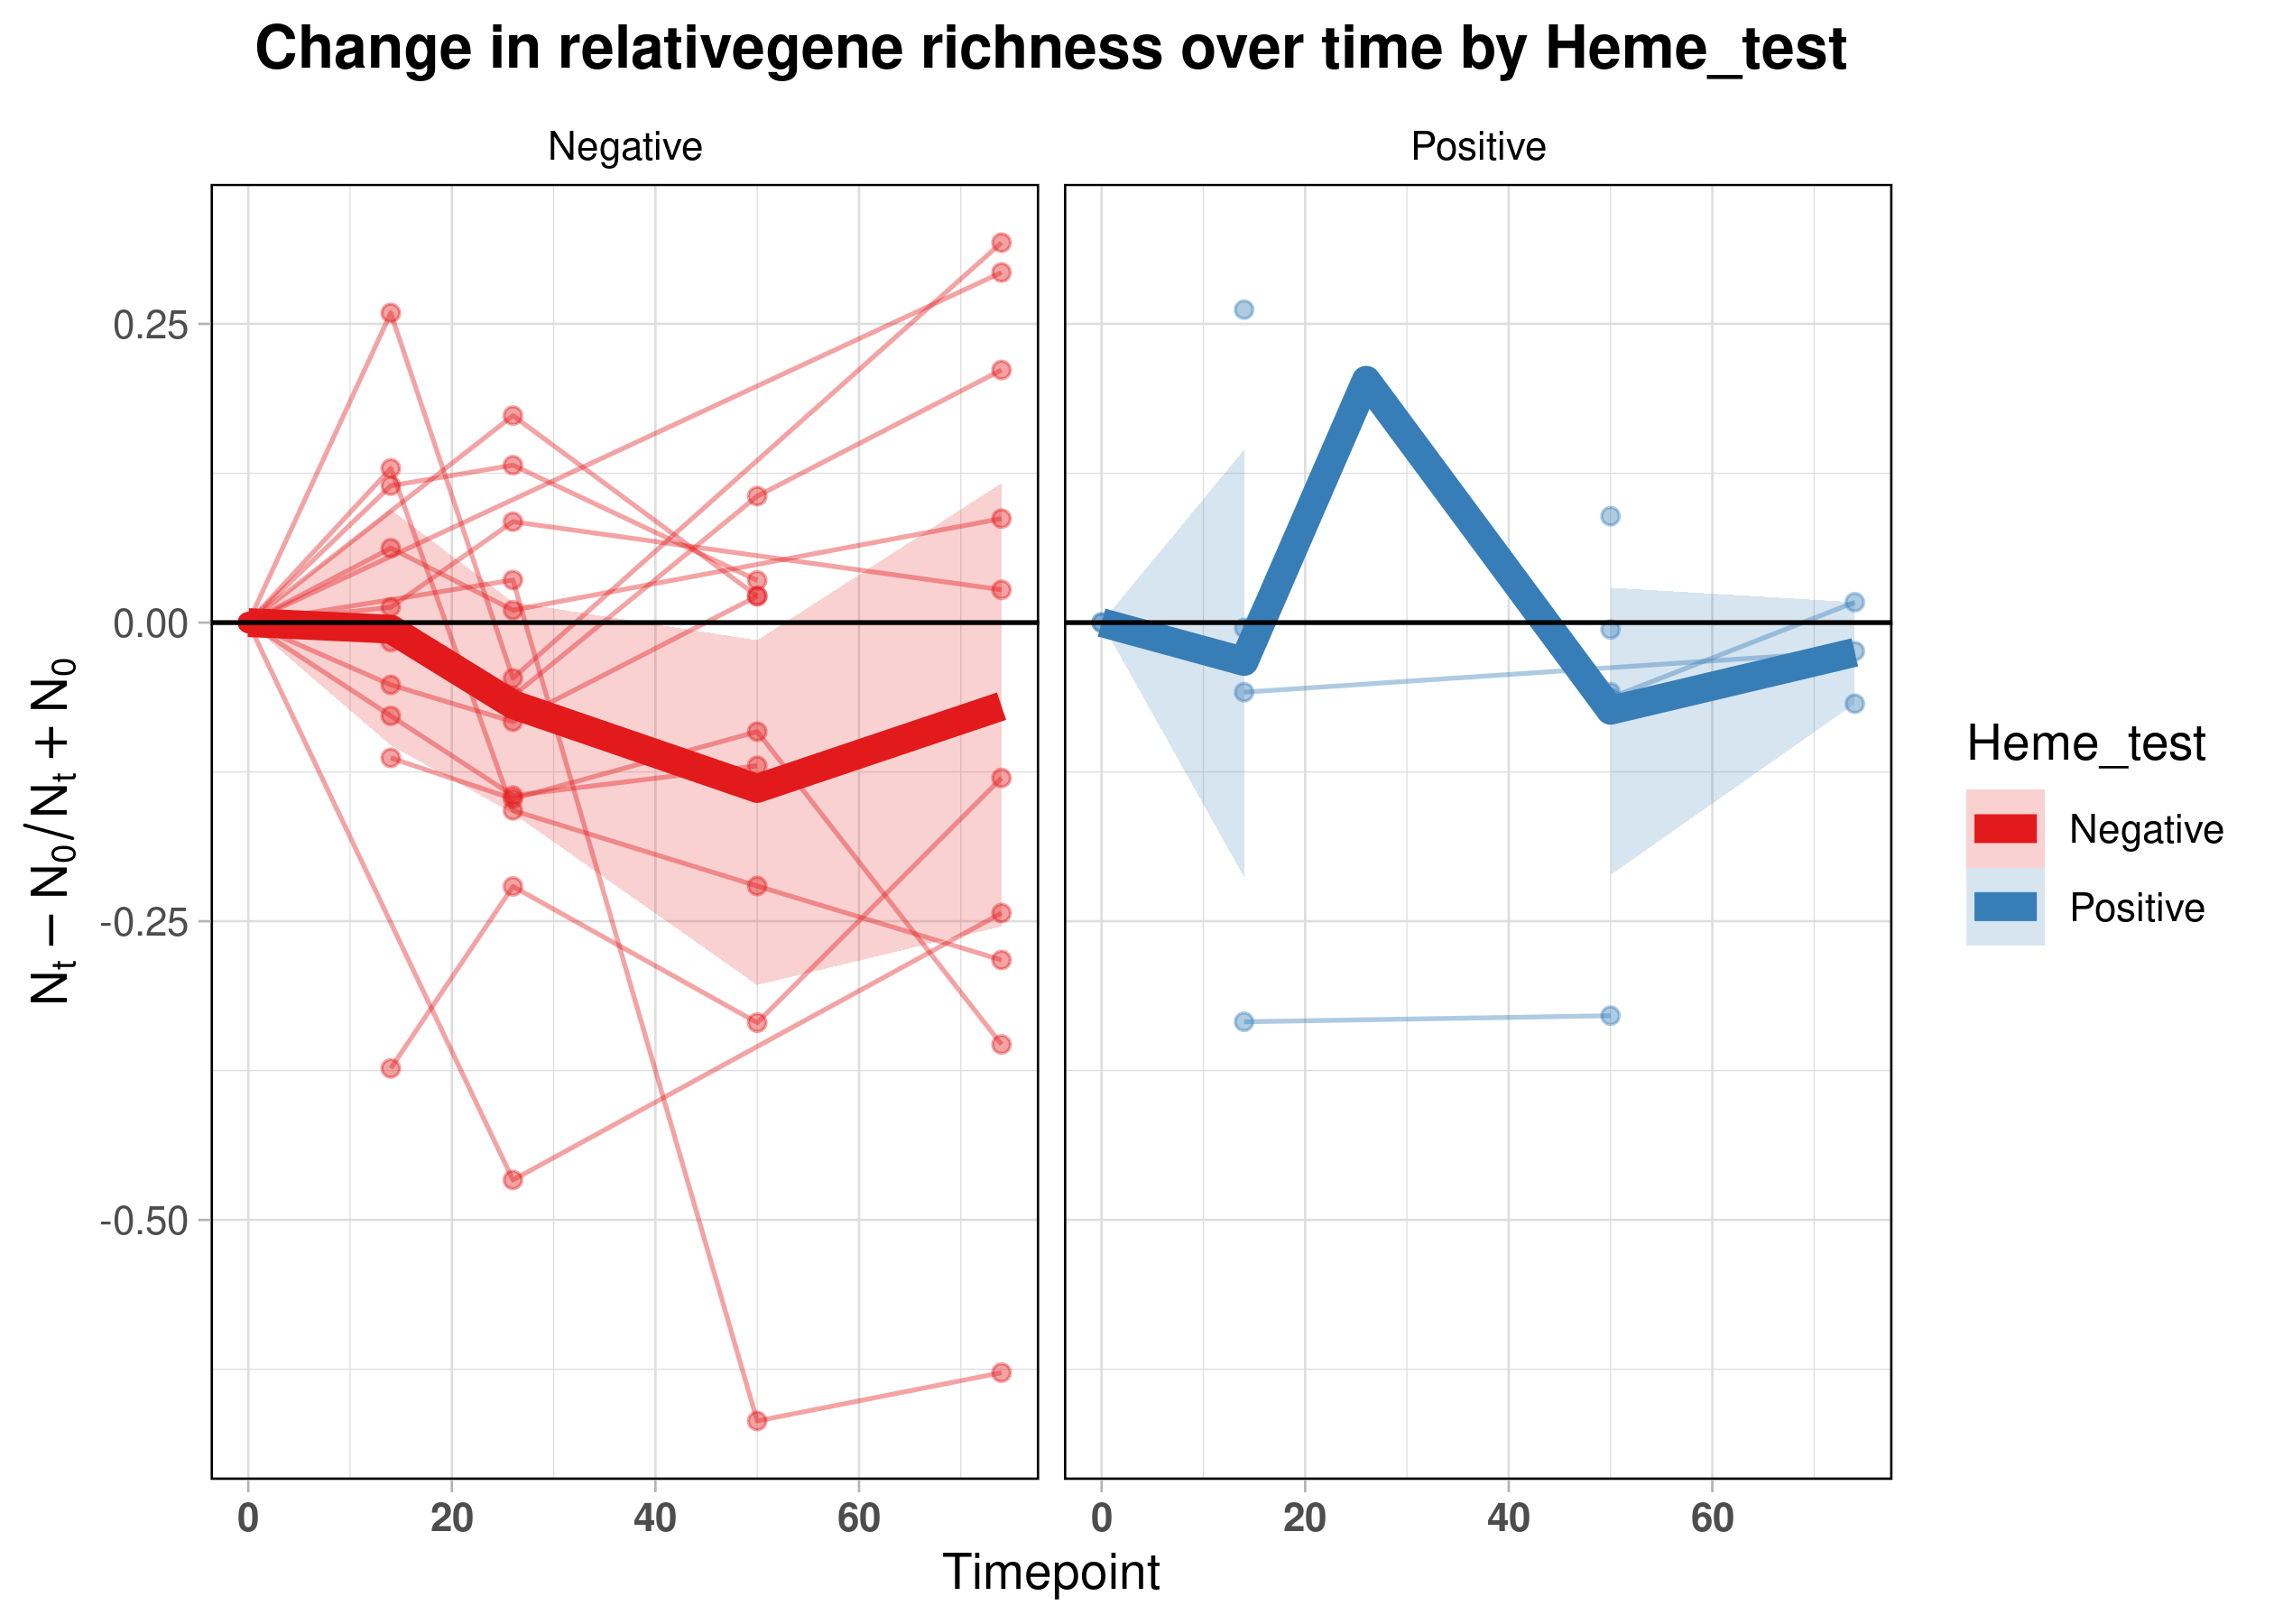 Change in relativegene richness over time by Heme_test
Negative
Positive
0.25
0.00
-0.25
-0.50
Nₜ − N₀/Nₜ + N₀
0 20 40 60
0 20 40 60
Timepoint
Heme_test
Negative
Positive